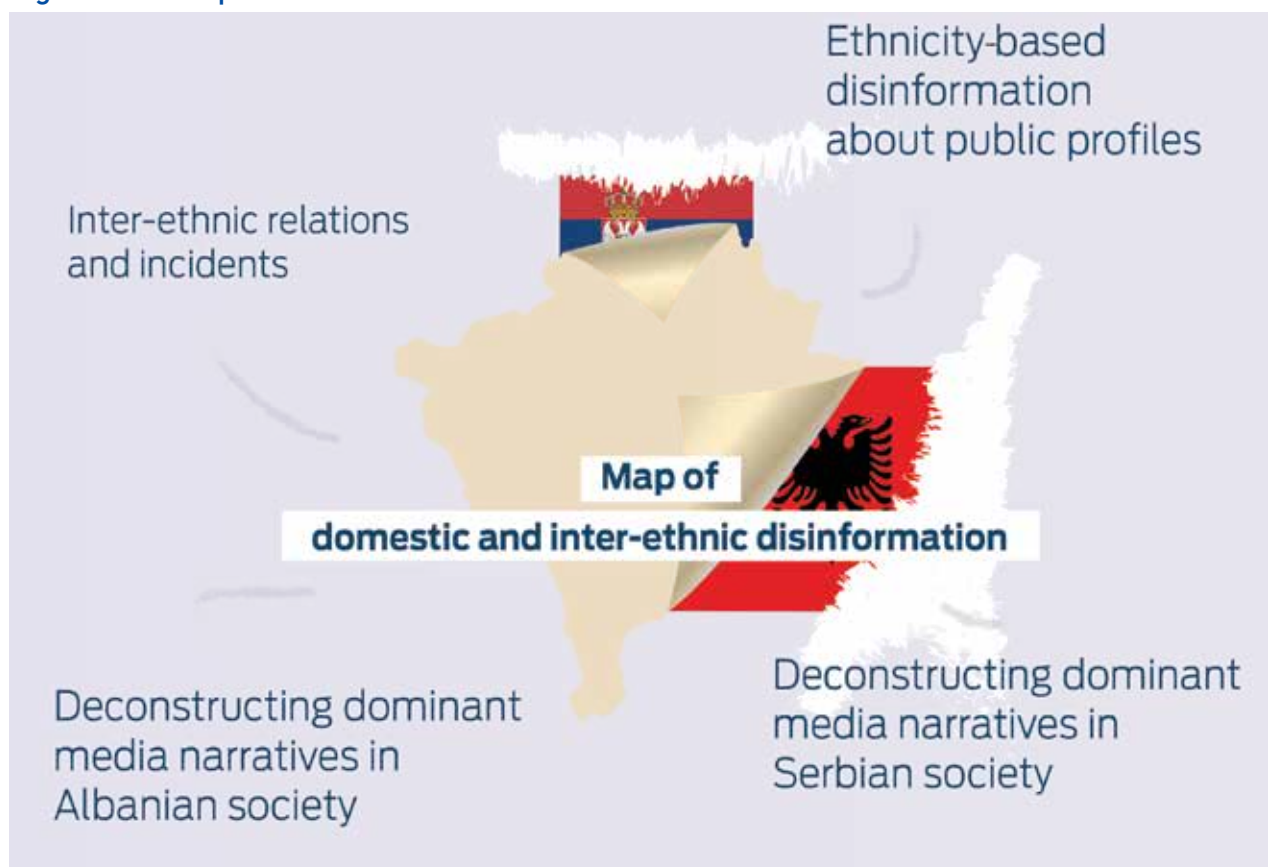 Ethnicity-based
disinformation
about public profiles
Inter-ethnic relations
and incidents
Map of
domestic and inter-ethnic disinformation
Deconstructing dominant
media narratives in
Albanian society
Deconstructing dominant
media narratives in
Serbian society